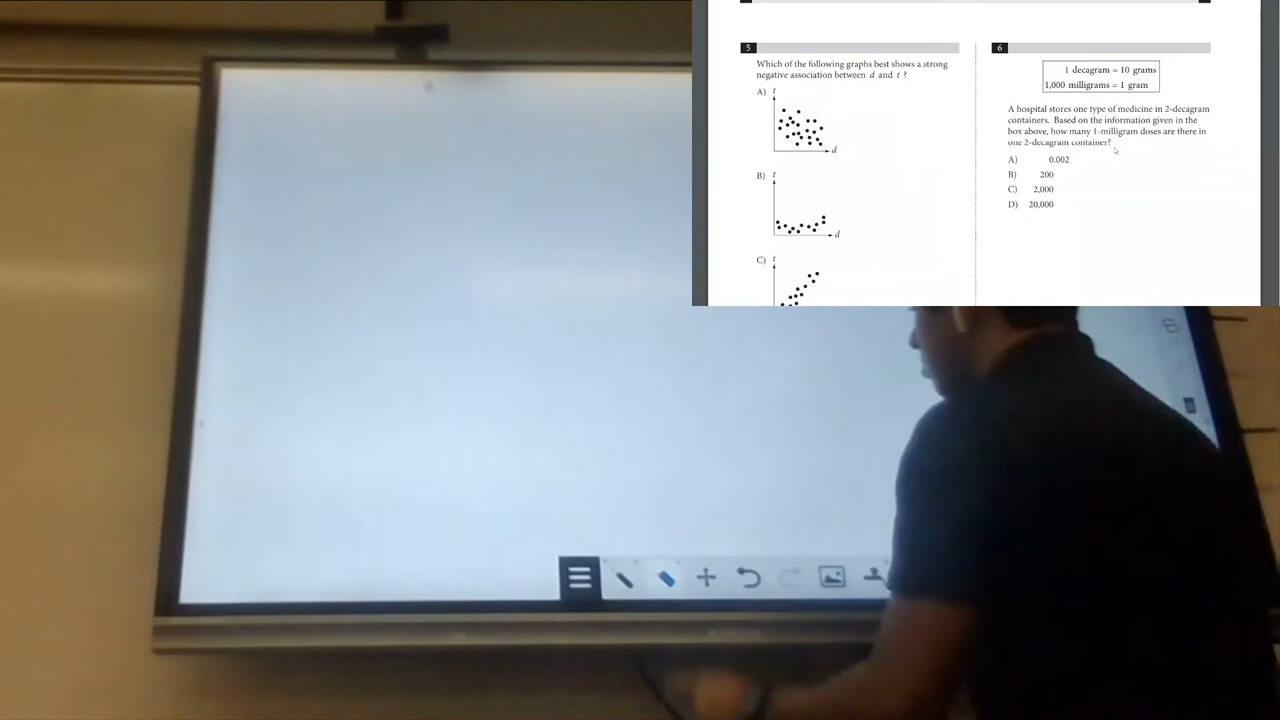 5
Which of the following graphs best shows a strong
negative association between d and t ?
A)
t
d
B)
t
d
C)
t
6
1 decagram = 10 grams
1,000 milligrams = 1 gram
A hospital stores one type of medicine in 2-decagram
containers. Based on the information given in the
box above, how many 1-milligram doses are there in
one 2-decagram container?
A) 0.002
B) 200
C) 2,000
D) 20,000